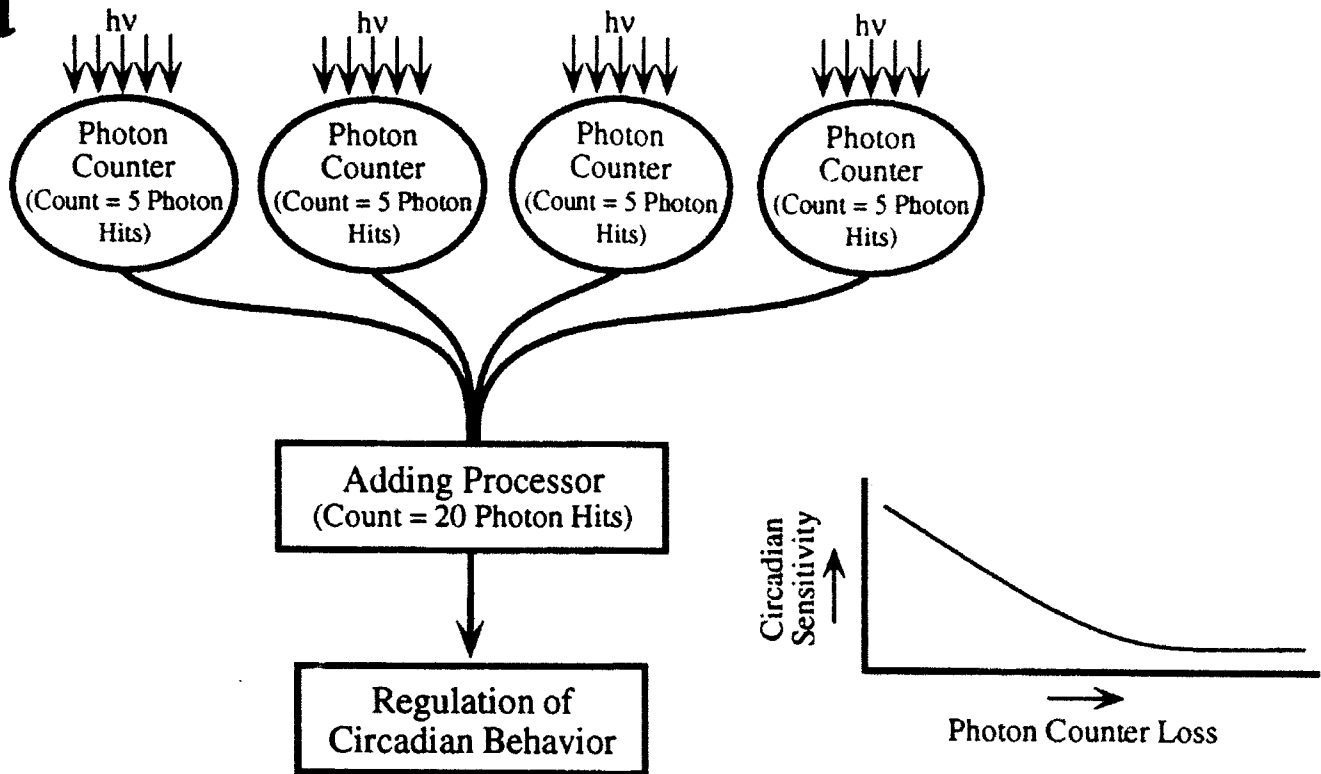 hν hν hν hν
Photon
Counter
(Count = 5 Photon
Hits)
Photon
Counter
(Count = 5 Photon
Hits)
Photon
Counter
(Count = 5 Photon
Hits)
Photon
Counter
(Count = 5 Photon
Hits)
Adding Processor
(Count = 20 Photon Hits)
Regulation of
Circadian Behavior
Circadian
Sensitivity
Photon Counter Loss